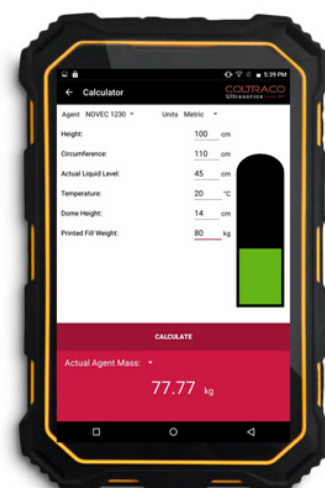 5:39 PM
← Calculator
COLTRACO
Ultrasonics
Agent NOVEC 1230 Units Metric
Height: 100 cm
Circumference: 110 cm
Actual Liquid Level: 45 cm
Temperature: 20 °C
Dome Height: 14 cm
Printed Fill Weight: 80 kg
CALCULATE
Actual Agent Mass:
77.77 kg